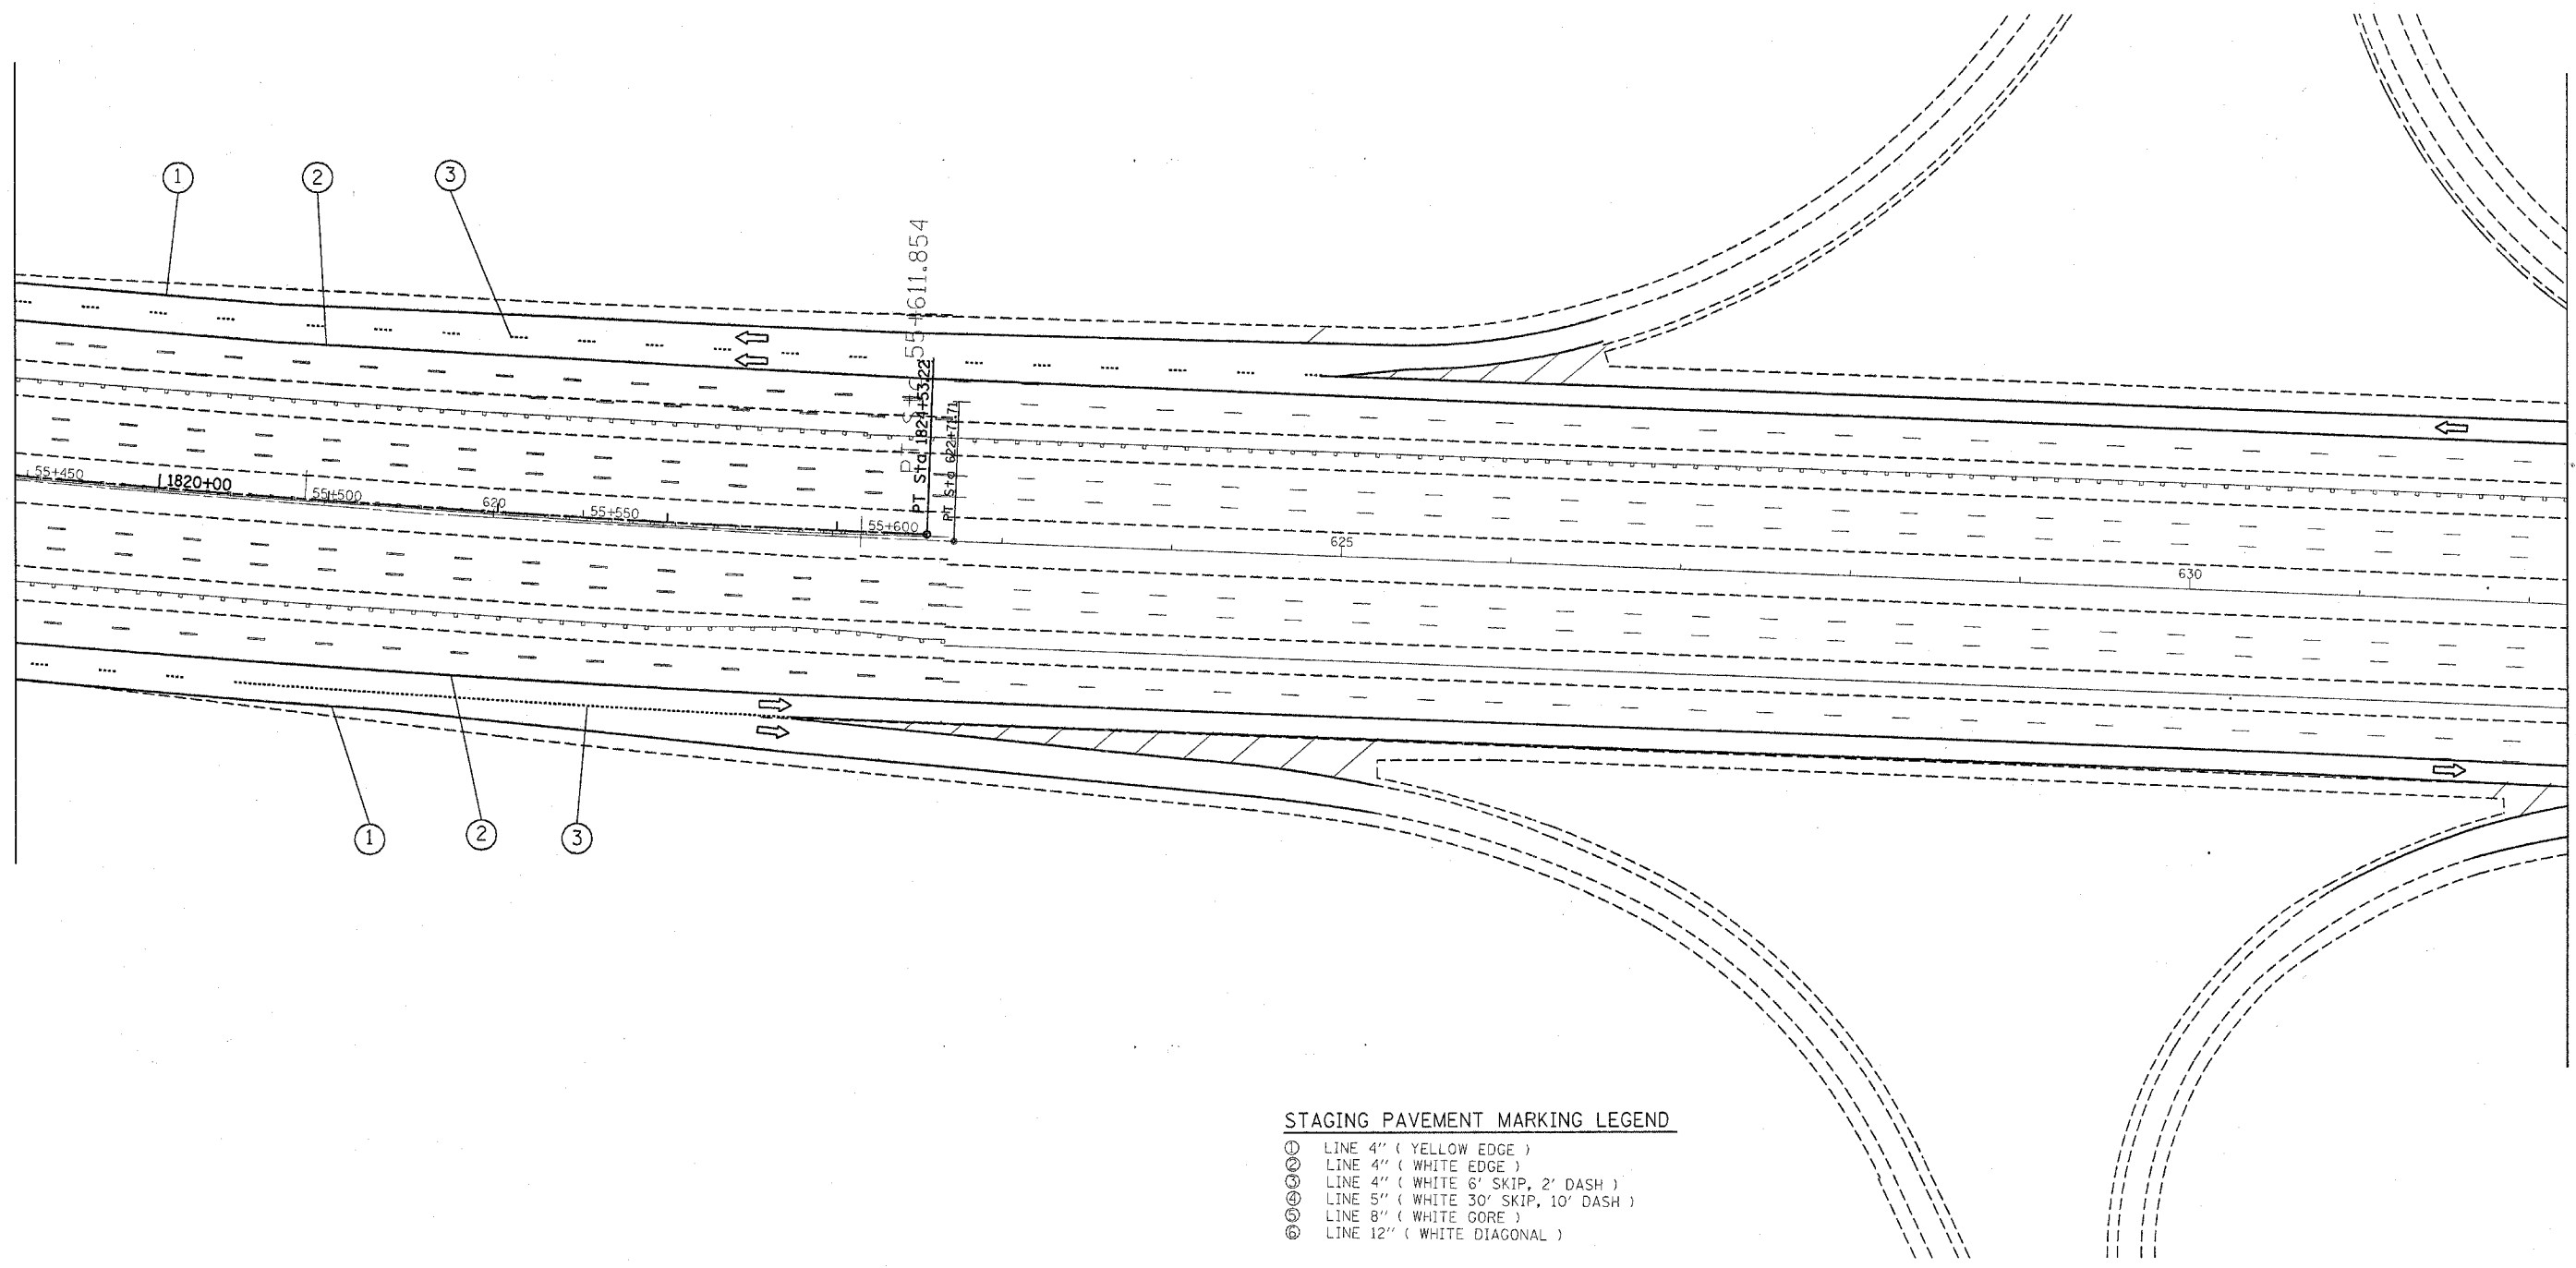 1
2
3
PT Sta 55+611.854
PT Sta 1824+53.22
PT Sta 622+72.71
55+450
1820+00
55+500
620
55+550
55+600
625
630
1
2
3
STAGING PAVEMENT MARKING LEGEND
① LINE 4" ( YELLOW EDGE )
② LINE 4" ( WHITE EDGE )
③ LINE 4" ( WHITE 6' SKIP, 2' DASH )
④ LINE 5" ( WHITE 30' SKIP, 10' DASH )
⑤ LINE 8" ( WHITE GORE )
⑥ LINE 12" ( WHITE DIAGONAL )